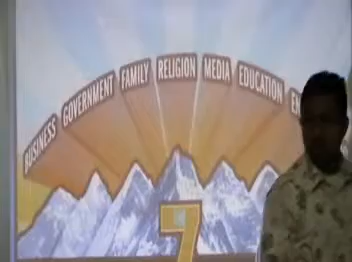 BUSINESS
GOVERNMENT
FAMILY
RELIGION
MEDIA
EDUCATION
7